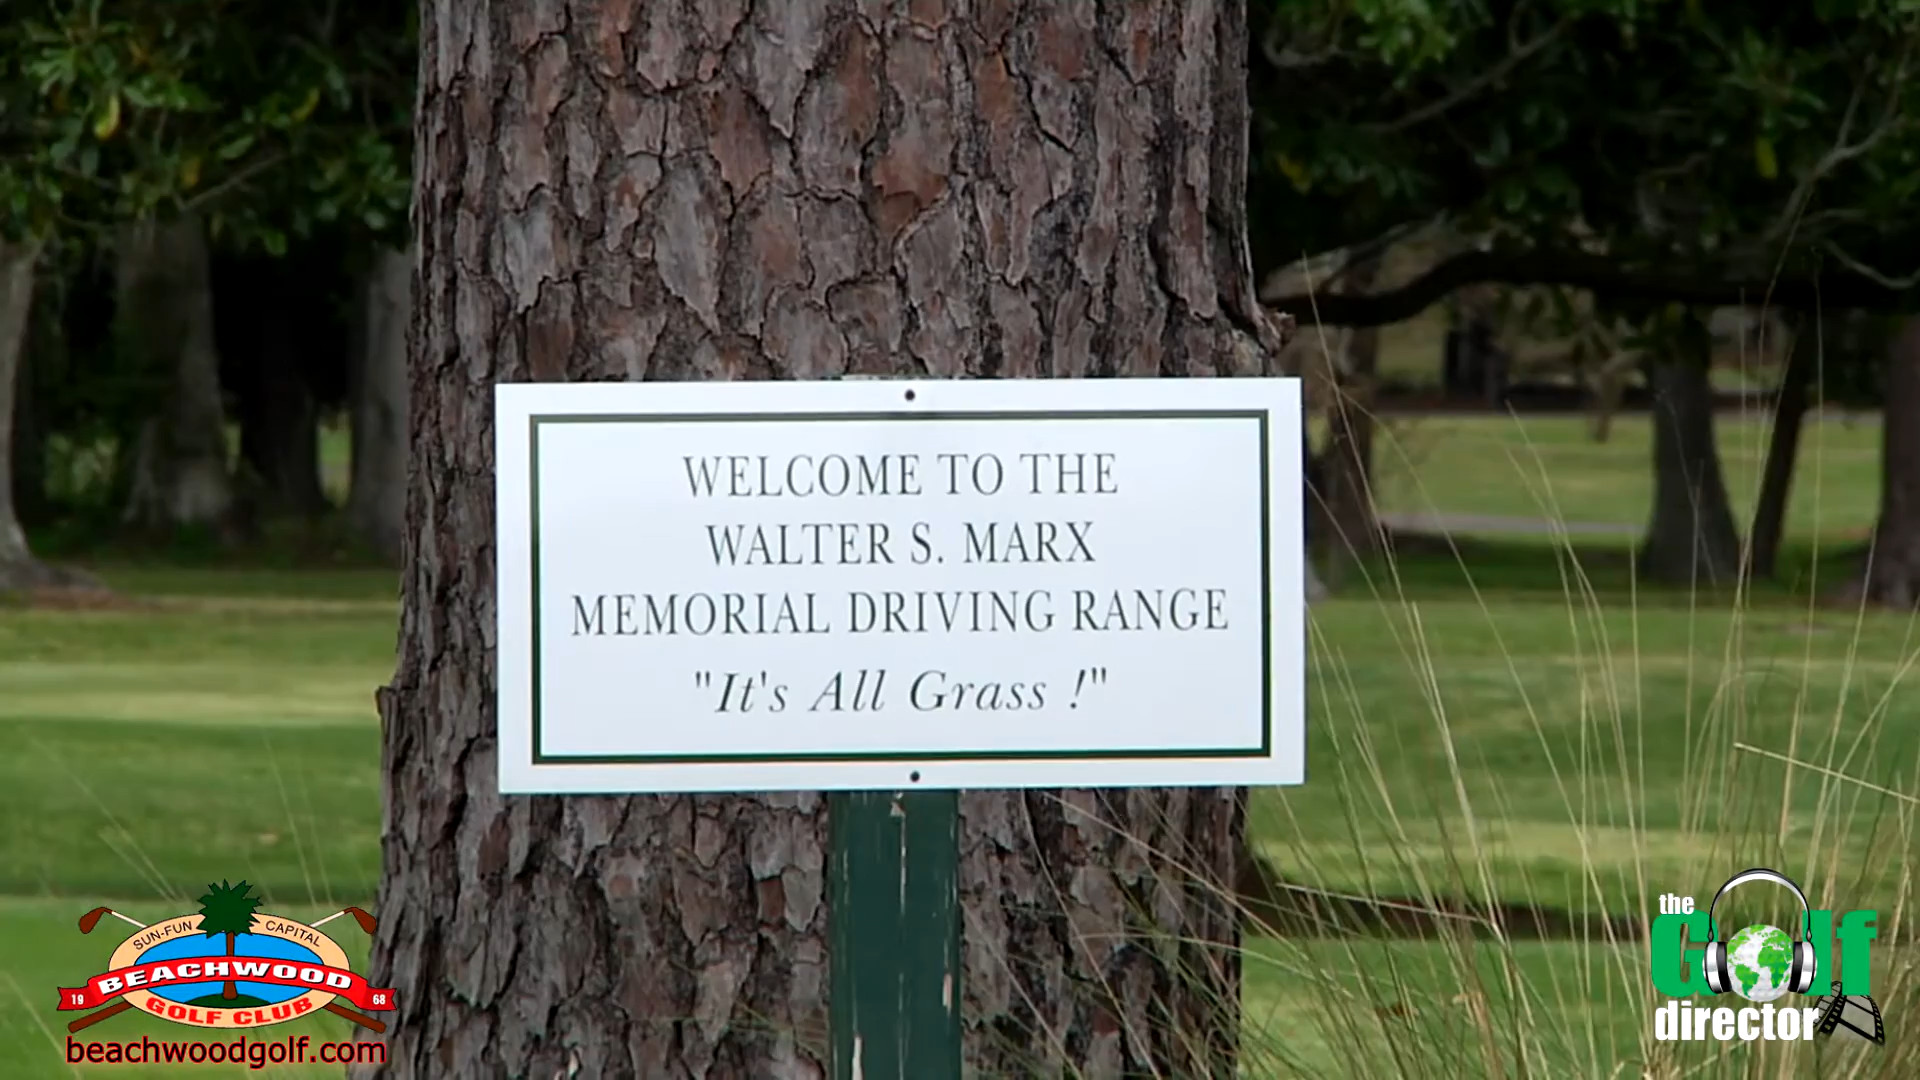 WELCOME TO THE
WALTER S. MARX
MEMORIAL DRIVING RANGE
"It's All Grass !"
SUN-FUN CAPITAL
BEACHWOOD
19 68
GOLF CLUB
beachwoodgolf.com
the
Golf
director